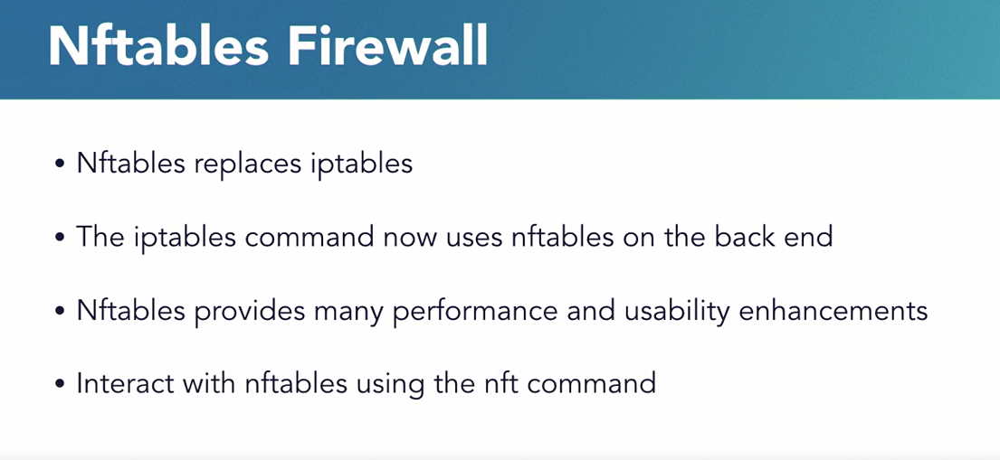 Nftables Firewall
• Nftables replaces iptables
• The iptables command now uses nftables on the back end
• Nftables provides many performance and usability enhancements
• Interact with nftables using the nft command